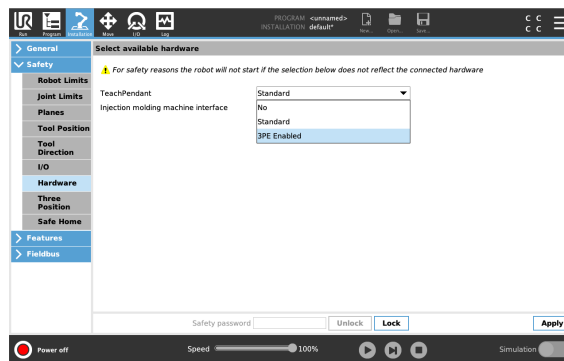 PROGRAM <unnamed>
INSTALLATION default*
Run Program Installation Move I/O Log New... Open... Save...
C C
C C
General
Select available hardware
Safety
Robot Limits
For safety reasons the robot will not start if the selection below does not reflect the connected hardware
Joint Limits
TeachPendant Standard
Planes
Injection molding machine interface No
Tool Position
Standard
Tool
Direction
3PE Enabled
I/O
Hardware
Three
Position
Safe Home
Features
Fieldbus
Safety password Unlock Lock Apply
Power off Speed 100% Simulation